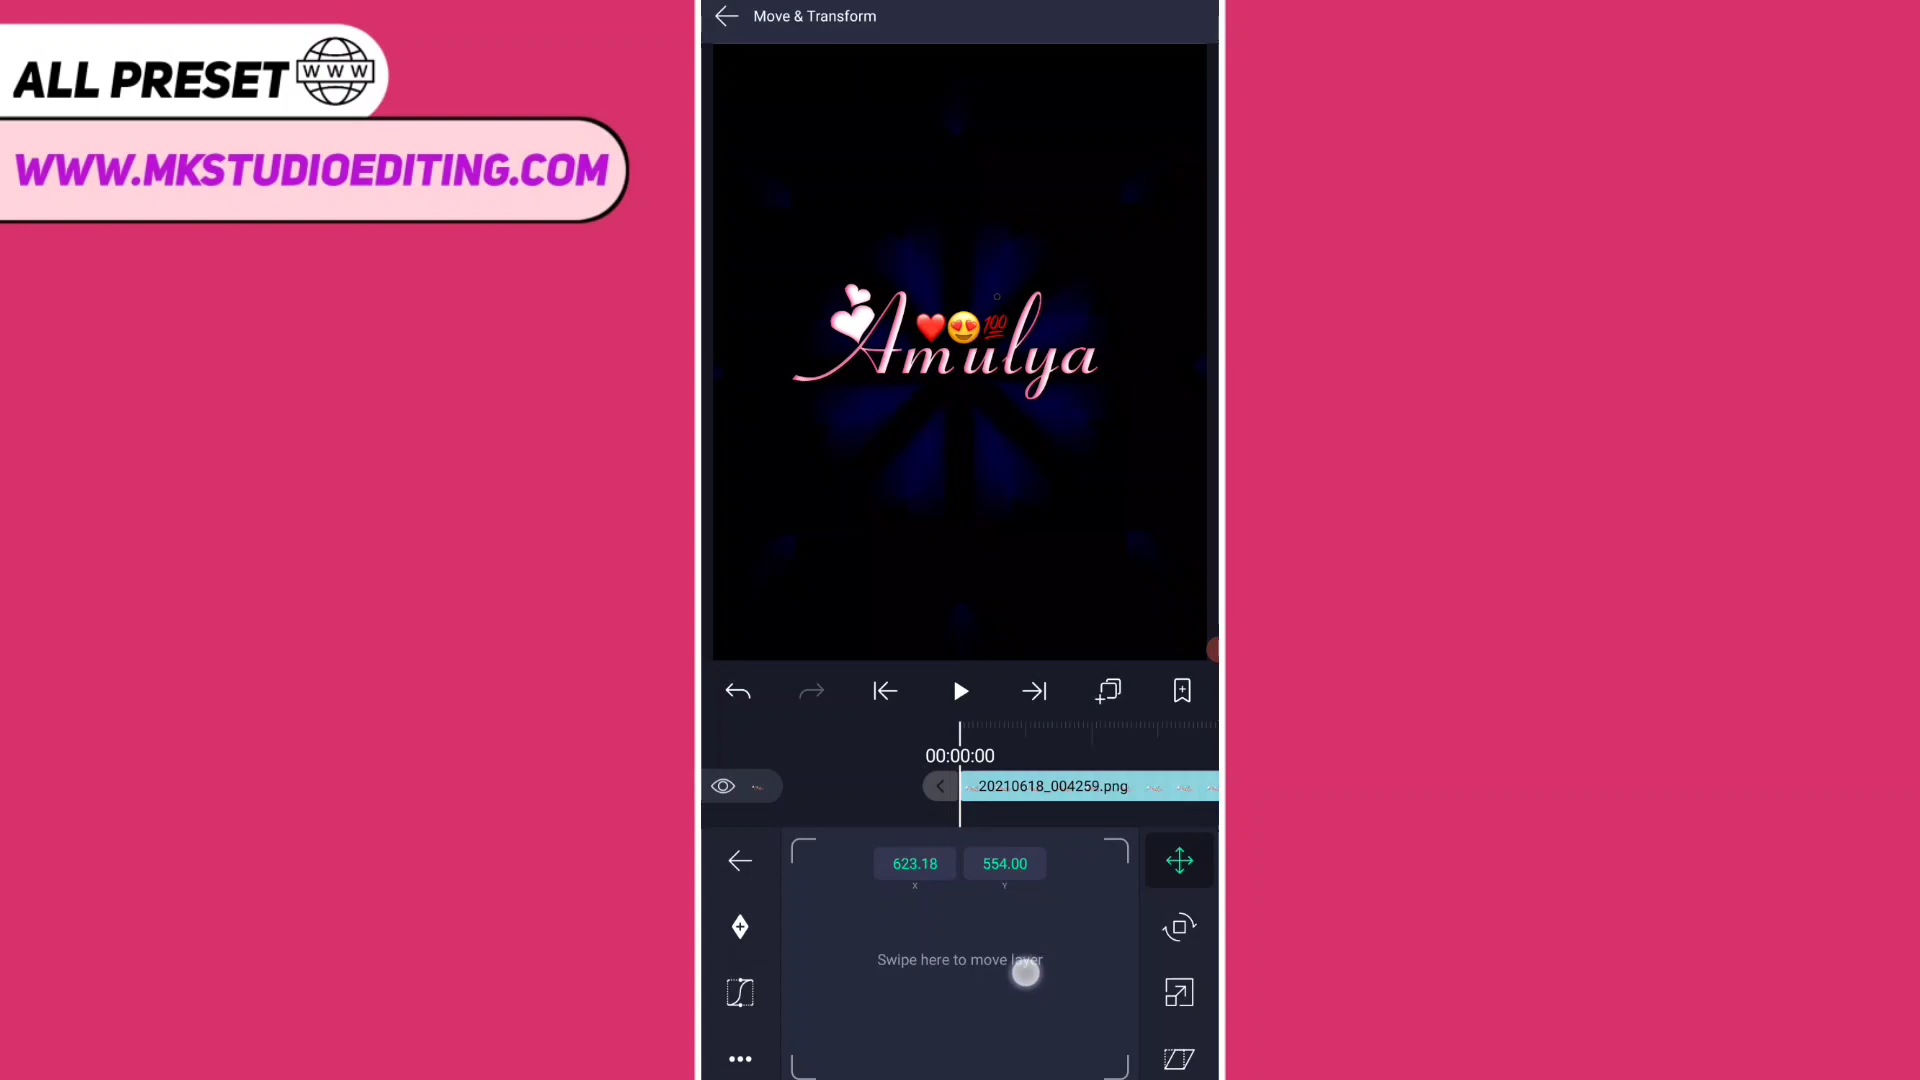 Move & Transform
ALL PRESET WWW
WWW.MKSTUDIOEDITING.COM
Amulya
100
00:00:00
20210618_004259.png
623.18 554.00
X Y
Swipe here to move layer